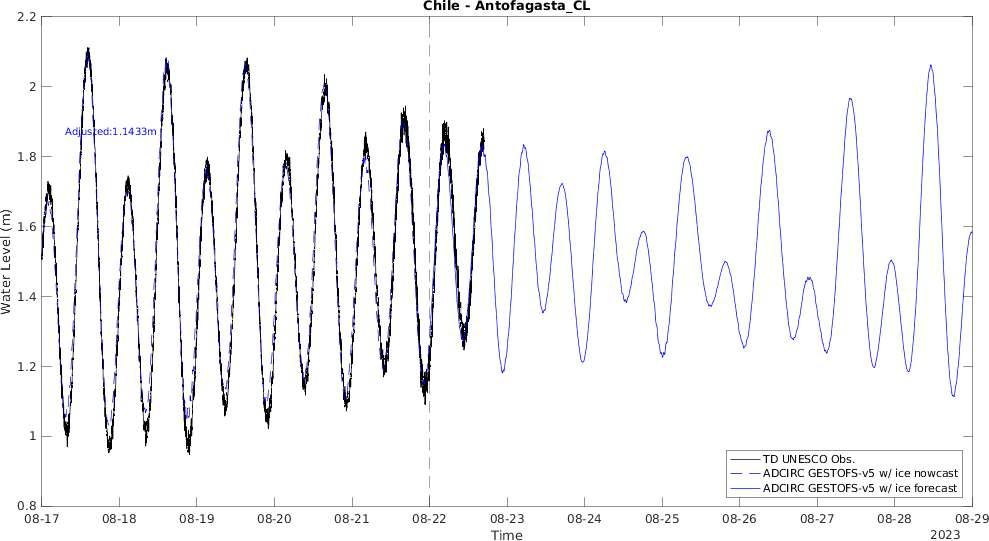 Chile - Antofagasta_CL
2.2
2
1.8
1.6
1.4
1.2
1
0.8
Water Level (m)
Adjusted:1.1433m
TD UNESCO Obs.
ADCIRC GESTOFS-v5 w/ ice nowcast
ADCIRC GESTOFS-v5 w/ ice forecast
08-17 08-18 08-19 08-20 08-21 08-22 08-23 08-24 08-25 08-26 08-27 08-28 08-29
Time
2023